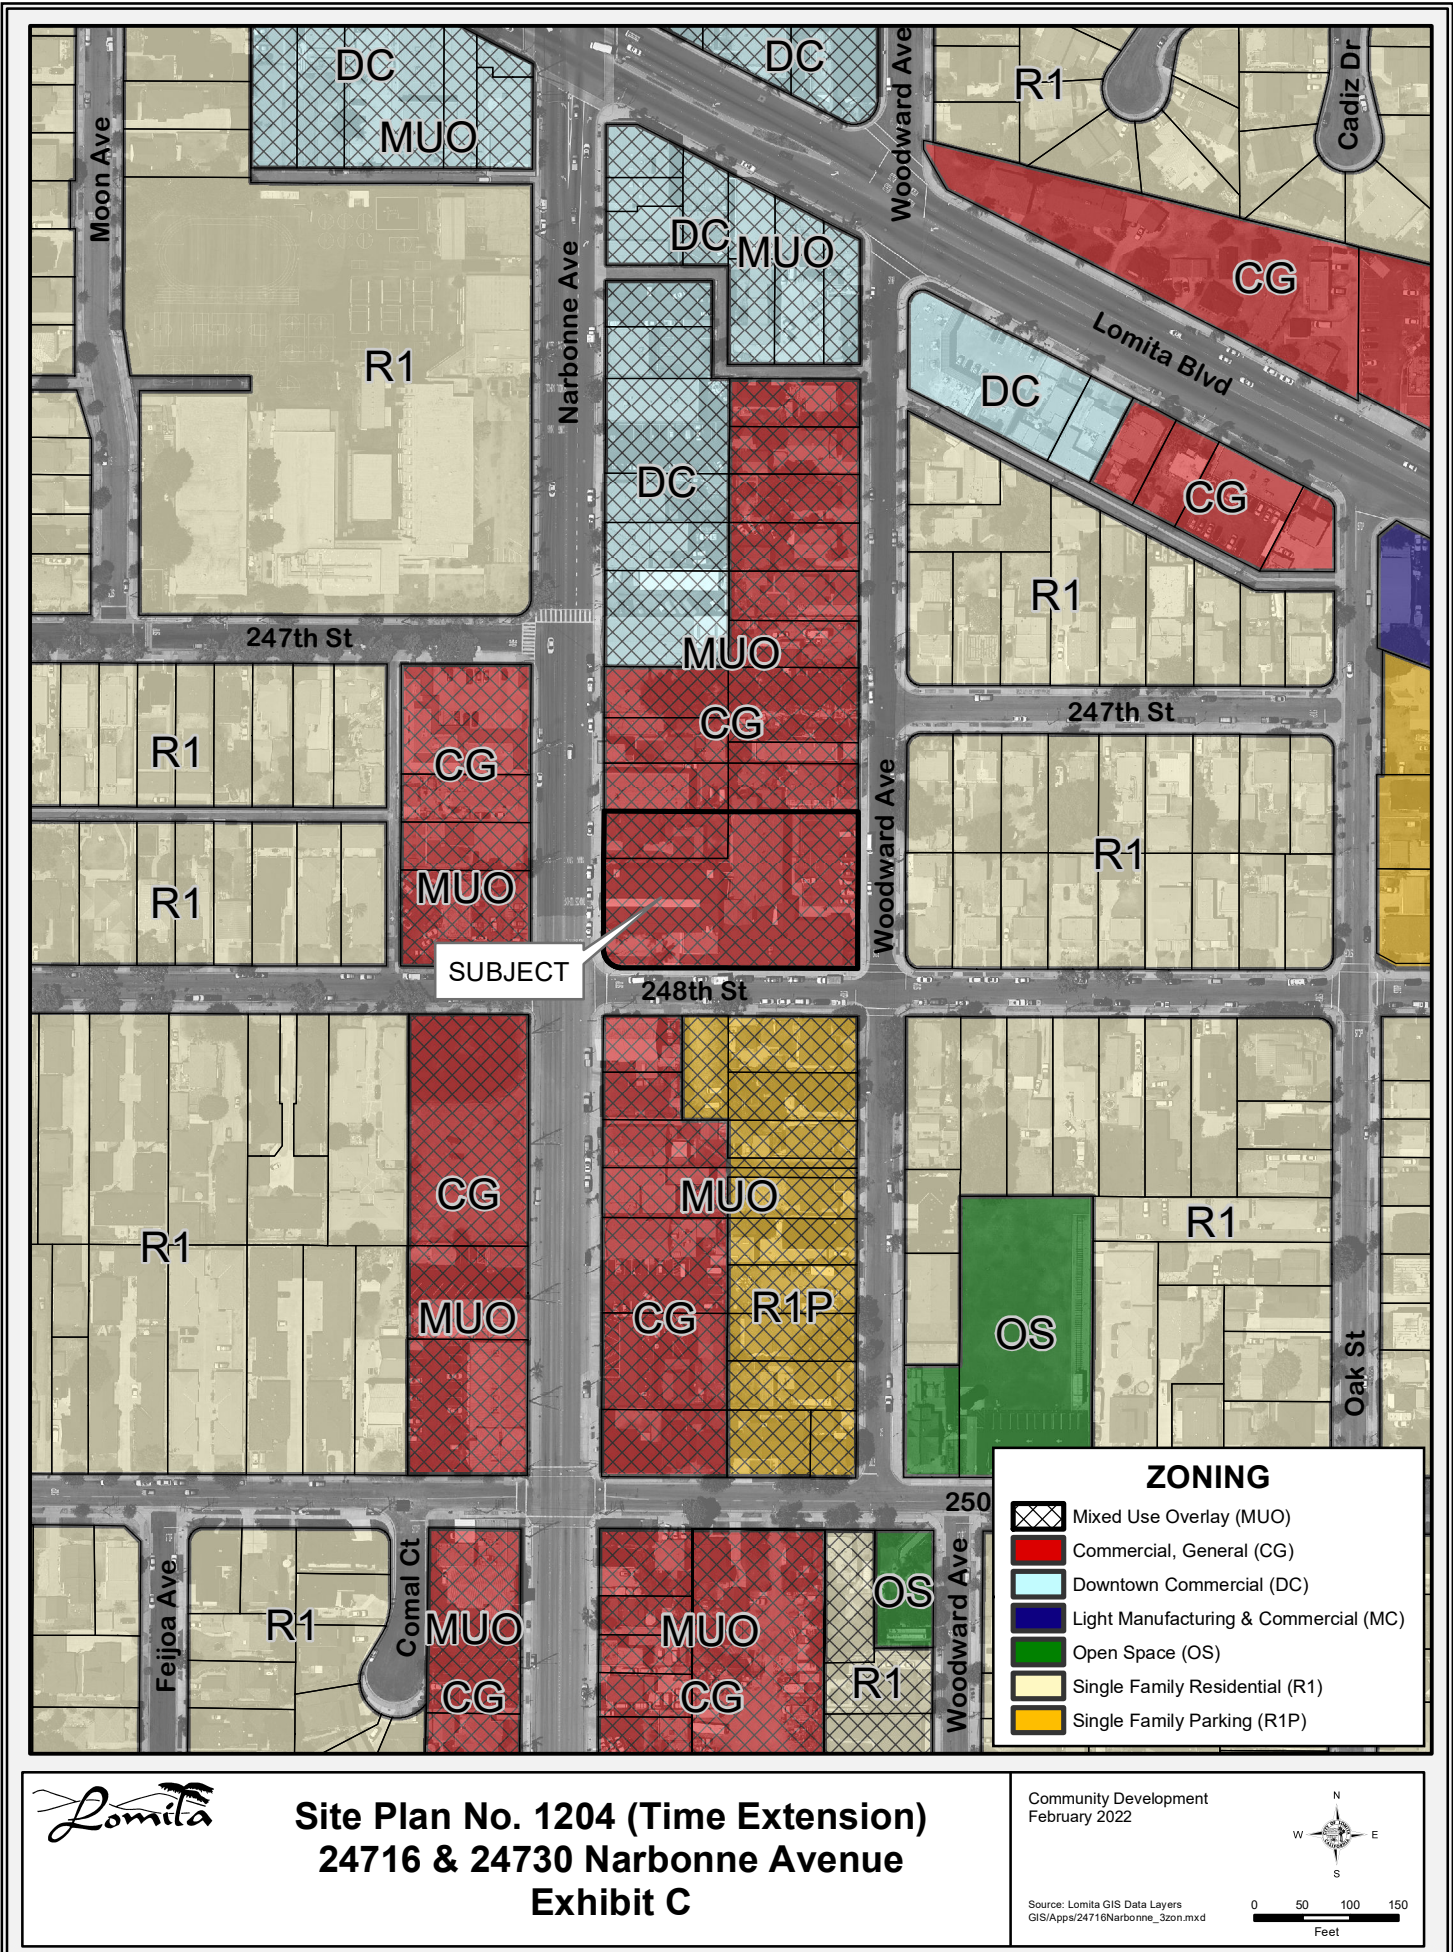 DC
MUO
DC
Woodward Ave
R1
Cadiz Dr
Moon Ave
Narbonne Ave
DC
MUO
CG
R1
Lomita Blvd
DC
DC
CG
R1
247th St
MUO
CG
247th St
R1
CG
R1
MUO
R1
Woodward Ave
SUBJECT
248th St
CG
MUO
R1
R1
MUO
CG
R1P
OS
Oak St
250
Feijoa Ave
R1
Comal Ct
MUO
CG
MUO
CG
OS
R1
Woodward Ave
ZONING
Mixed Use Overlay (MUO)
Commercial, General (CG)
Downtown Commercial (DC)
Light Manufacturing & Commercial (MC)
Open Space (OS)
Single Family Residential (R1)
Single Family Parking (R1P)
Lomita
Site Plan No. 1204 (Time Extension)
24716 & 24730 Narbonne Avenue
Exhibit C
Community Development
February 2022
N
W E
S
Source: Lomita GIS Data Layers
GIS/Apps/24716Narbonne_3zon.mxd
0 50 100 150
Feet